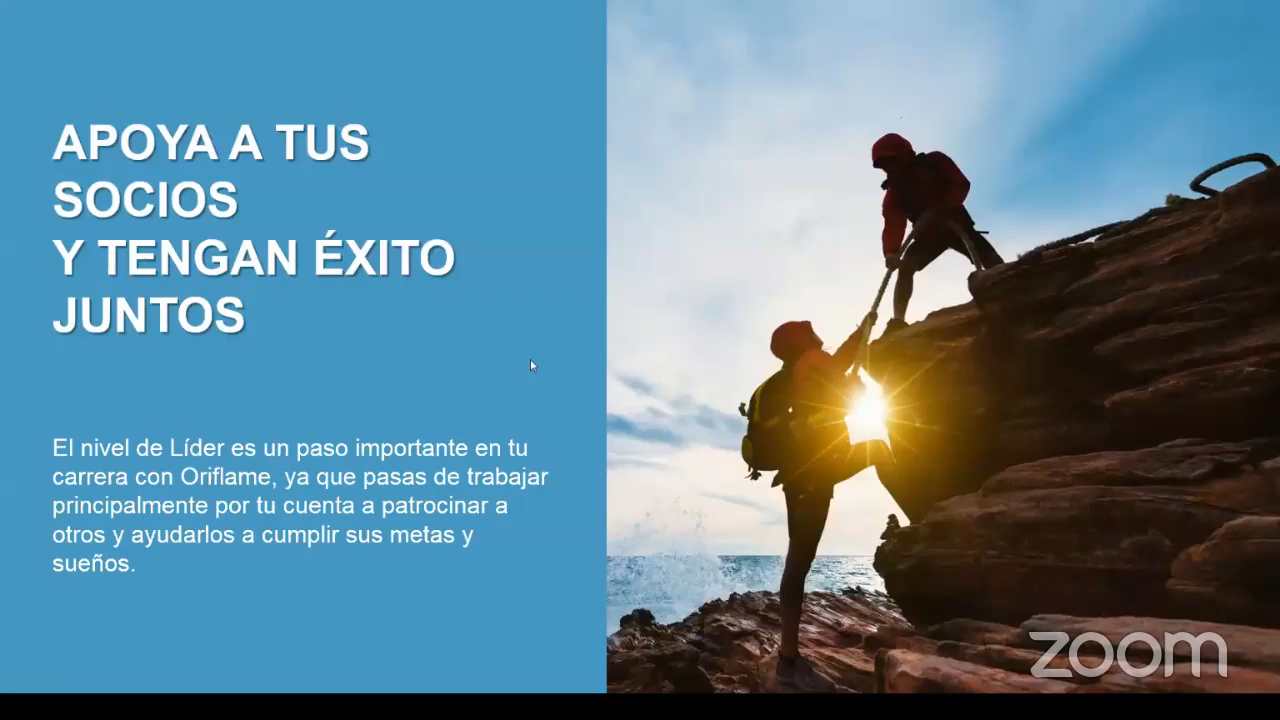 APOYA A TUS
SOCIOS
Y TENGAN ÉXITO
JUNTOS
El nivel de Líder es un paso importante en tu
carrera con Oriflame, ya que pasas de trabajar
principalmente por tu cuenta a patrocinar a
otros y ayudarlos a cumplir sus metas y
sueños.
zoom